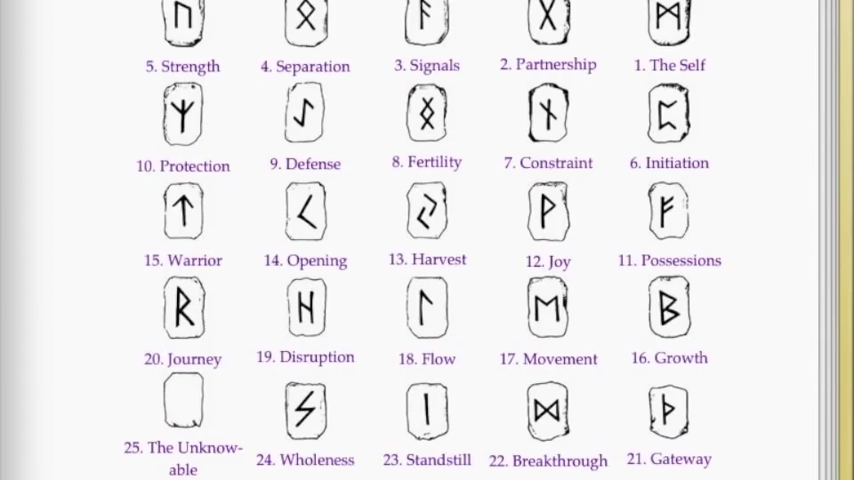 5. Strength 4. Separation 3. Signals 2. Partnership 1. The Self
10. Protection 9. Defense 8. Fertility 7. Constraint 6. Initiation
15. Warrior 14. Opening 13. Harvest 12. Joy 11. Possessions
20. Journey 19. Disruption 18. Flow 17. Movement 16. Growth
25. The Unknow-
able
24. Wholeness 23. Standstill 22. Breakthrough 21. Gateway